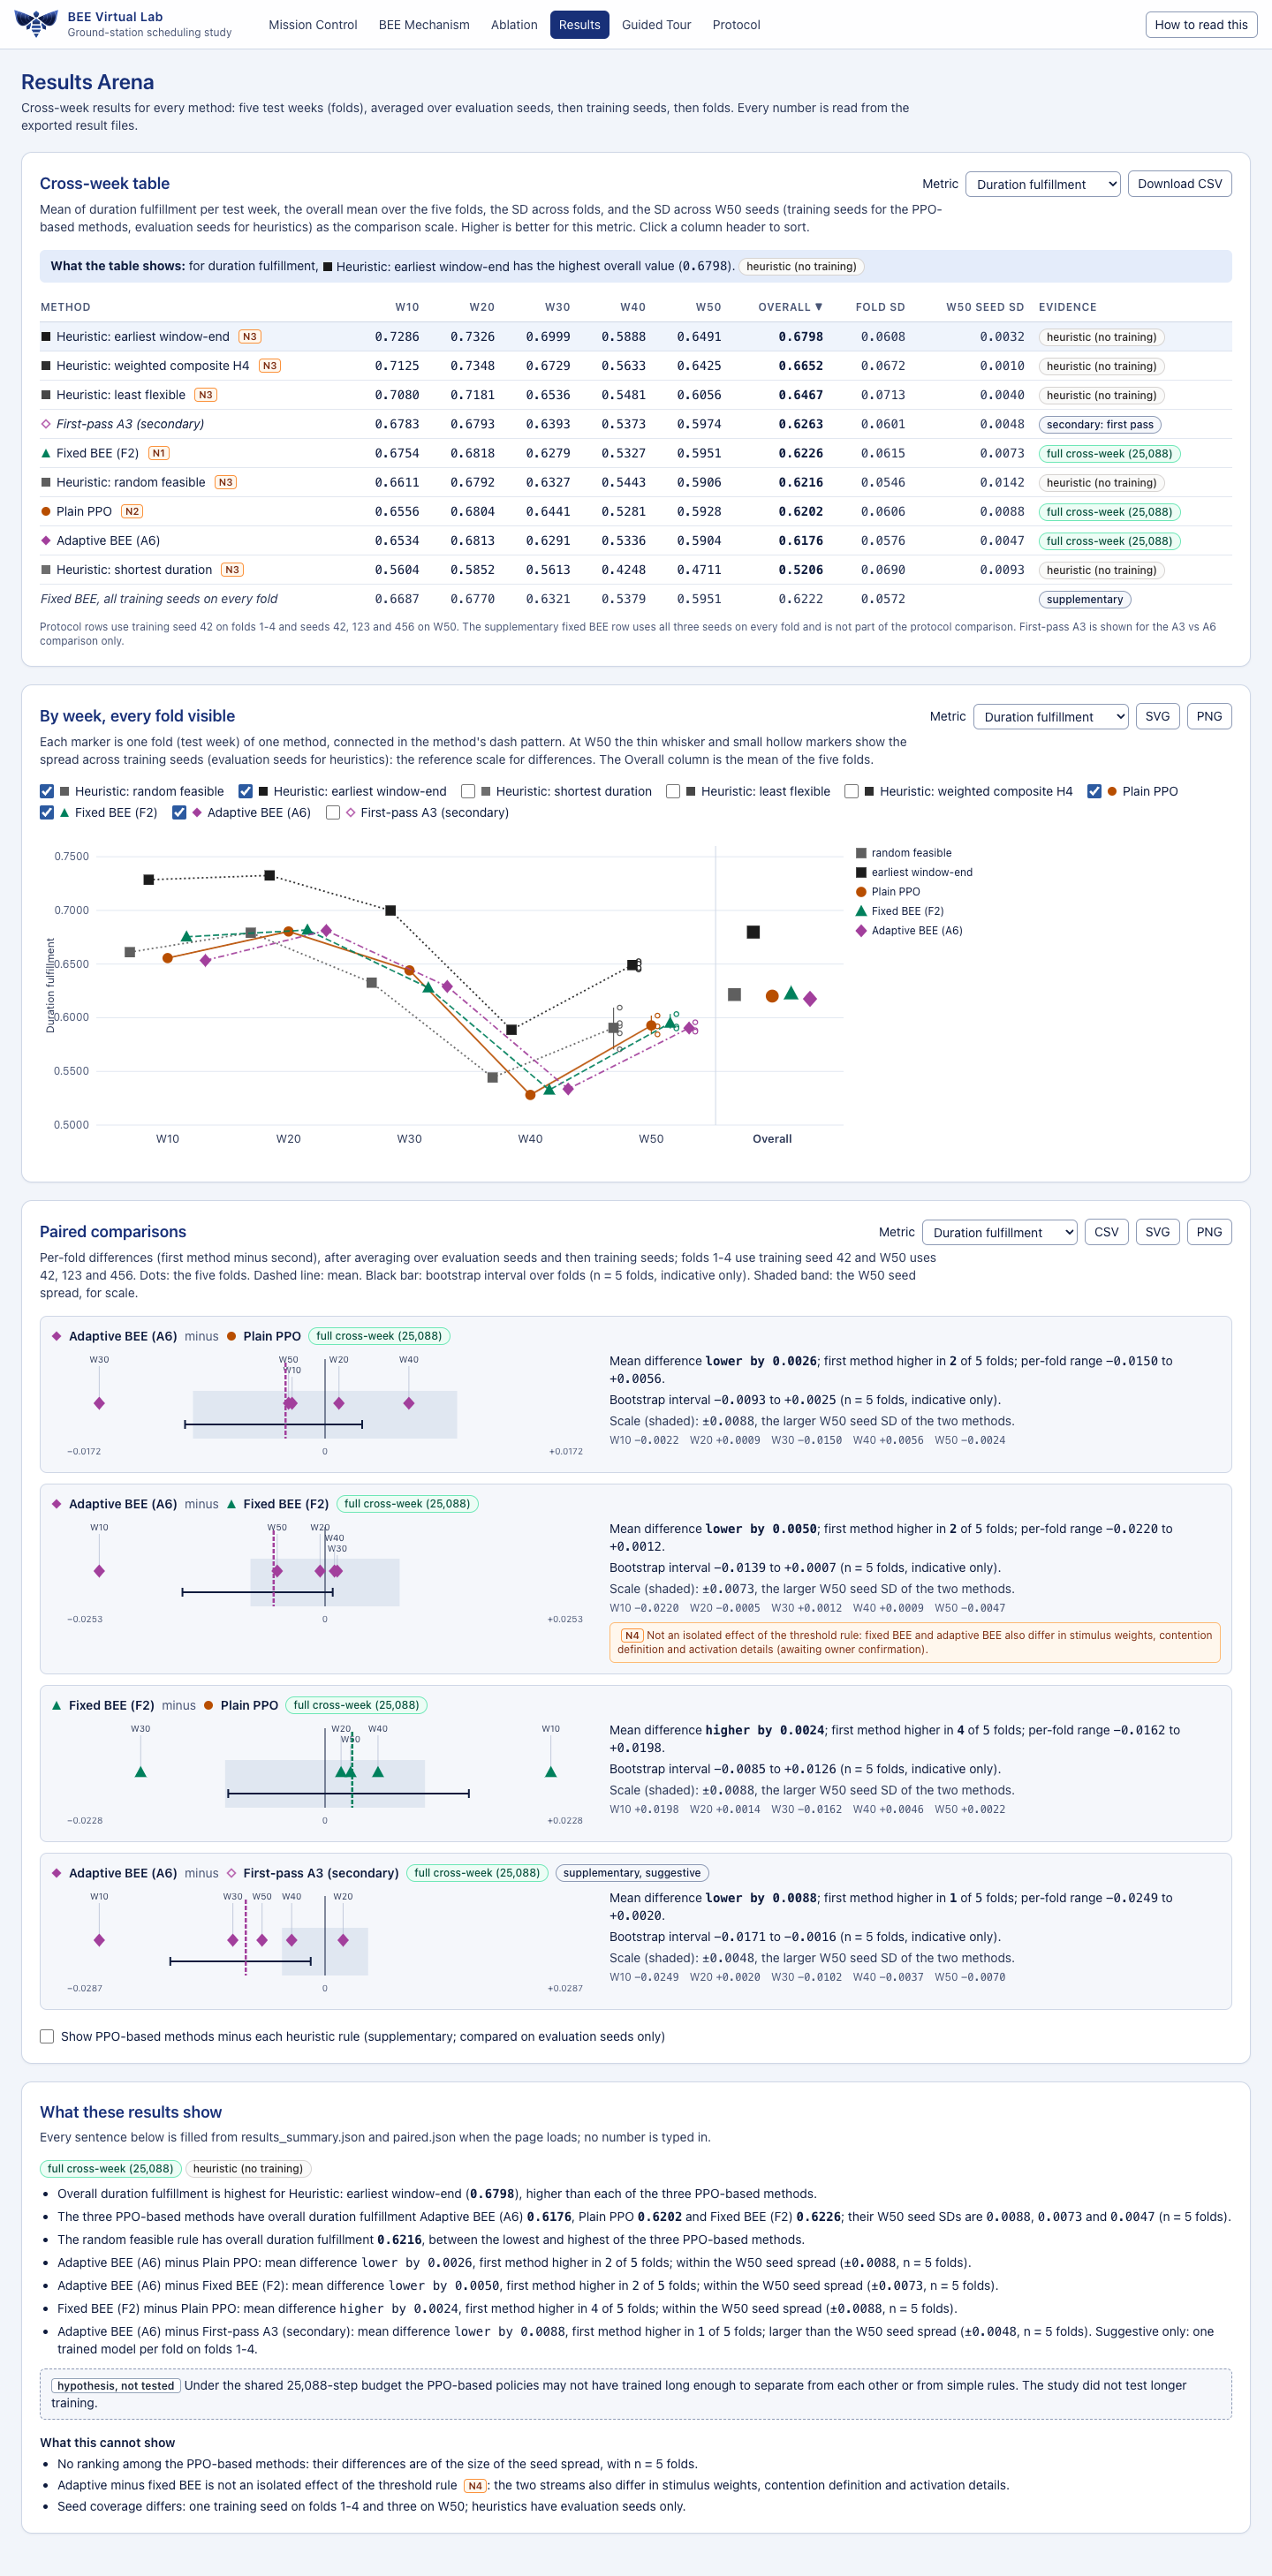 BEE Virtual Lab
Ground-station scheduling study
Mission Control
BEE Mechanism
Ablation
Results
Guided Tour
Protocol
How to read this
Results Arena
Cross-week results for every method: five test weeks (folds), averaged over evaluation seeds, then training seeds, then folds. Every number is read from the
exported result files.
Cross-week table
Metric Duration fulfillment Download CSV
Mean of duration fulfillment per test week, the overall mean over the five folds, the SD across folds, and the SD across W50 seeds (training seeds for the PPO-
based methods, evaluation seeds for heuristics) as the comparison scale. Higher is better for this metric. Click a column header to sort.
What the table shows: for duration fulfillment, Heuristic: earliest window-end has the highest overall value (0.6798). heuristic (no training)
METHOD W10 W20 W30 W40 W50 OVERALL ▼ FOLD SD W50 SEED SD EVIDENCE
Heuristic: earliest window-end N3 0.7286 0.7326 0.6999 0.5888 0.6491 0.6798 0.0608 0.0032 heuristic (no training)
Heuristic: weighted composite H4 N3 0.7125 0.7348 0.6729 0.5633 0.6425 0.6652 0.0672 0.0010 heuristic (no training)
Heuristic: least flexible N3 0.7080 0.7181 0.6536 0.5481 0.6056 0.6467 0.0713 0.0040 heuristic (no training)
First-pass A3 (secondary) 0.6783 0.6793 0.6393 0.5373 0.5974 0.6263 0.0601 0.0048 secondary: first pass
Fixed BEE (F2) N1 0.6754 0.6818 0.6279 0.5327 0.5951 0.6226 0.0615 0.0073 full cross-week (25,088)
Heuristic: random feasible N3 0.6611 0.6792 0.6327 0.5443 0.5906 0.6216 0.0546 0.0142 heuristic (no training)
Plain PPO N2 0.6556 0.6804 0.6441 0.5281 0.5928 0.6202 0.0606 0.0088 full cross-week (25,088)
Adaptive BEE (A6) 0.6534 0.6813 0.6291 0.5336 0.5904 0.6176 0.0576 0.0047 full cross-week (25,088)
Heuristic: shortest duration N3 0.5604 0.5852 0.5613 0.4248 0.4711 0.5206 0.0690 0.0093 heuristic (no training)
Fixed BEE, all training seeds on every fold 0.6687 0.6770 0.6321 0.5379 0.5951 0.6222 0.0572 supplementary
Protocol rows use training seed 42 on folds 1-4 and seeds 42, 123 and 456 on W50. The supplementary fixed BEE row uses all three seeds on every fold and is not part of the protocol comparison. First-pass A3 is shown for the A3 vs A6
comparison only.
By week, every fold visible
Metric Duration fulfillment SVG PNG
Each marker is one fold (test week) of one method, connected in the method's dash pattern. At W50 the thin whisker and small hollow markers show the
spread across training seeds (evaluation seeds for heuristics): the reference scale for differences. The Overall column is the mean of the five folds.
Heuristic: random feasible Heuristic: earliest window-end Heuristic: shortest duration Heuristic: least flexible Heuristic: weighted composite H4 Plain PPO
Fixed BEE (F2) Adaptive BEE (A6) First-pass A3 (secondary)
Duration fulfillment
0.7500
0.7000
0.6500
0.6000
0.5500
0.5000
W10 W20 W30 W40 W50 Overall
random feasible
earliest window-end
Plain PPO
Fixed BEE (F2)
Adaptive BEE (A6)
Paired comparisons
Metric Duration fulfillment CSV SVG PNG
Per-fold differences (first method minus second), after averaging over evaluation seeds and then training seeds; folds 1-4 use training seed 42 and W50 uses
42, 123 and 456. Dots: the five folds. Dashed line: mean. Black bar: bootstrap interval over folds (n = 5 folds, indicative only). Shaded band: the W50 seed
spread, for scale.
Adaptive BEE (A6) minus Plain PPO full cross-week (25,088)
W30 W50 W20 W40
W10
−0.0172 0 +0.0172
Mean difference lower by 0.0026; first method higher in 2 of 5 folds; per-fold range −0.0150 to
+0.0056.
Bootstrap interval −0.0093 to +0.0025 (n = 5 folds, indicative only).
Scale (shaded): ±0.0088, the larger W50 seed SD of the two methods.
W10 −0.0022 W20 +0.0009 W30 −0.0150 W40 +0.0056 W50 −0.0024
Adaptive BEE (A6) minus Fixed BEE (F2) full cross-week (25,088)
W10 W50 W20
W40
W30
−0.0253 0 +0.0253
Mean difference lower by 0.0050; first method higher in 2 of 5 folds; per-fold range −0.0220 to
+0.0012.
Bootstrap interval −0.0139 to +0.0007 (n = 5 folds, indicative only).
Scale (shaded): ±0.0073, the larger W50 seed SD of the two methods.
W10 −0.0220 W20 −0.0005 W30 +0.0012 W40 +0.0009 W50 −0.0047
N4 Not an isolated effect of the threshold rule: fixed BEE and adaptive BEE also differ in stimulus weights, contention
definition and activation details (awaiting owner confirmation).
Fixed BEE (F2) minus Plain PPO full cross-week (25,088)
W30 W20 W40 W10
W50
−0.0228 0 +0.0228
Mean difference higher by 0.0024; first method higher in 4 of 5 folds; per-fold range −0.0162 to
+0.0198.
Bootstrap interval −0.0085 to +0.0126 (n = 5 folds, indicative only).
Scale (shaded): ±0.0088, the larger W50 seed SD of the two methods.
W10 +0.0198 W20 +0.0014 W30 −0.0162 W40 +0.0046 W50 +0.0022
Adaptive BEE (A6) minus First-pass A3 (secondary) full cross-week (25,088) supplementary, suggestive
W10 W30 W50 W40 W20
−0.0287 0 +0.0287
Mean difference lower by 0.0088; first method higher in 1 of 5 folds; per-fold range −0.0249 to
+0.0020.
Bootstrap interval −0.0171 to −0.0016 (n = 5 folds, indicative only).
Scale (shaded): ±0.0048, the larger W50 seed SD of the two methods.
W10 −0.0249 W20 +0.0020 W30 −0.0102 W40 −0.0037 W50 −0.0070
Show PPO-based methods minus each heuristic rule (supplementary; compared on evaluation seeds only)
What these results show
Every sentence below is filled from results_summary.json and paired.json when the page loads; no number is typed in.
full cross-week (25,088) heuristic (no training)
• Overall duration fulfillment is highest for Heuristic: earliest window-end (0.6798), higher than each of the three PPO-based methods.
• The three PPO-based methods have overall duration fulfillment Adaptive BEE (A6) 0.6176, Plain PPO 0.6202 and Fixed BEE (F2) 0.6226; their W50 seed SDs are 0.0088, 0.0073 and 0.0047 (n = 5 folds).
• The random feasible rule has overall duration fulfillment 0.6216, between the lowest and highest of the three PPO-based methods.
• Adaptive BEE (A6) minus Plain PPO: mean difference lower by 0.0026, first method higher in 2 of 5 folds; within the W50 seed spread (±0.0088, n = 5 folds).
• Adaptive BEE (A6) minus Fixed BEE (F2): mean difference lower by 0.0050, first method higher in 2 of 5 folds; within the W50 seed spread (±0.0073, n = 5 folds).
• Fixed BEE (F2) minus Plain PPO: mean difference higher by 0.0024, first method higher in 4 of 5 folds; within the W50 seed spread (±0.0088, n = 5 folds).
• Adaptive BEE (A6) minus First-pass A3 (secondary): mean difference lower by 0.0088, first method higher in 1 of 5 folds; larger than the W50 seed spread (±0.0048, n = 5 folds). Suggestive only: one
trained model per fold on folds 1-4.
hypothesis, not tested Under the shared 25,088-step budget the PPO-based policies may not have trained long enough to separate from each other or from simple rules. The study did not test longer
training.
What this cannot show
• No ranking among the PPO-based methods: their differences are of the size of the seed spread, with n = 5 folds.
• Adaptive minus fixed BEE is not an isolated effect of the threshold rule N4: the two streams also differ in stimulus weights, contention definition and activation details.
• Seed coverage differs: one training seed on folds 1-4 and three on W50; heuristics have evaluation seeds only.